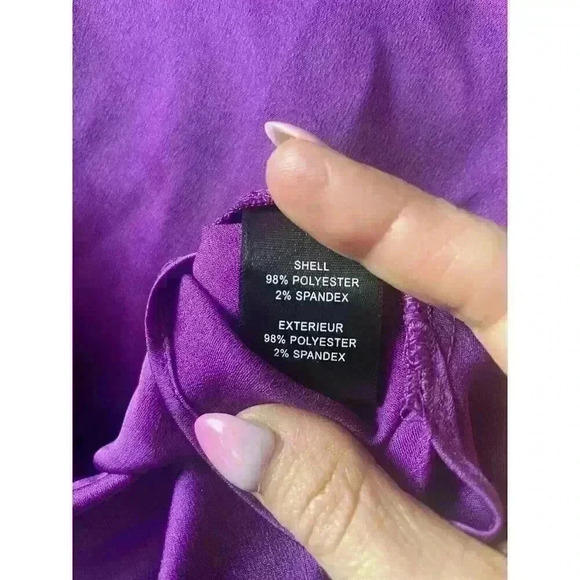 SHELL
98% POLYESTER
2% SPANDEX
EXTERIEUR
98% POLYESTER
2% SPANDEX